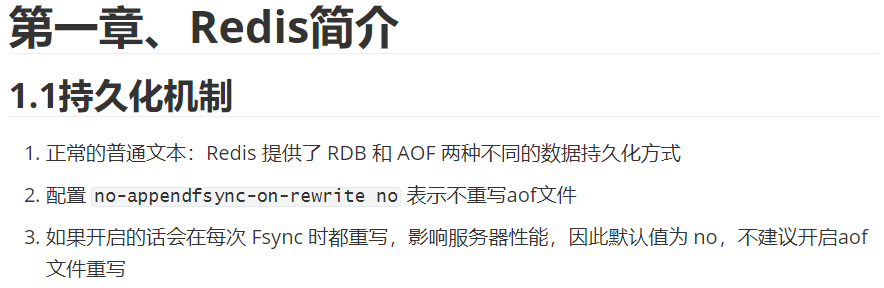 第一章、Redis简介
1.1持久化机制
1. 正常的普通文本：Redis 提供了 RDB 和 AOF 两种不同的数据持久化方式
2. 配置 no-appendfsync-on-rewrite no 表示不重写aof文件
3. 如果开启的话会在每次 Fsync 时都重写，影响服务器性能，因此默认值为 no，不建议开启aof
文件重写